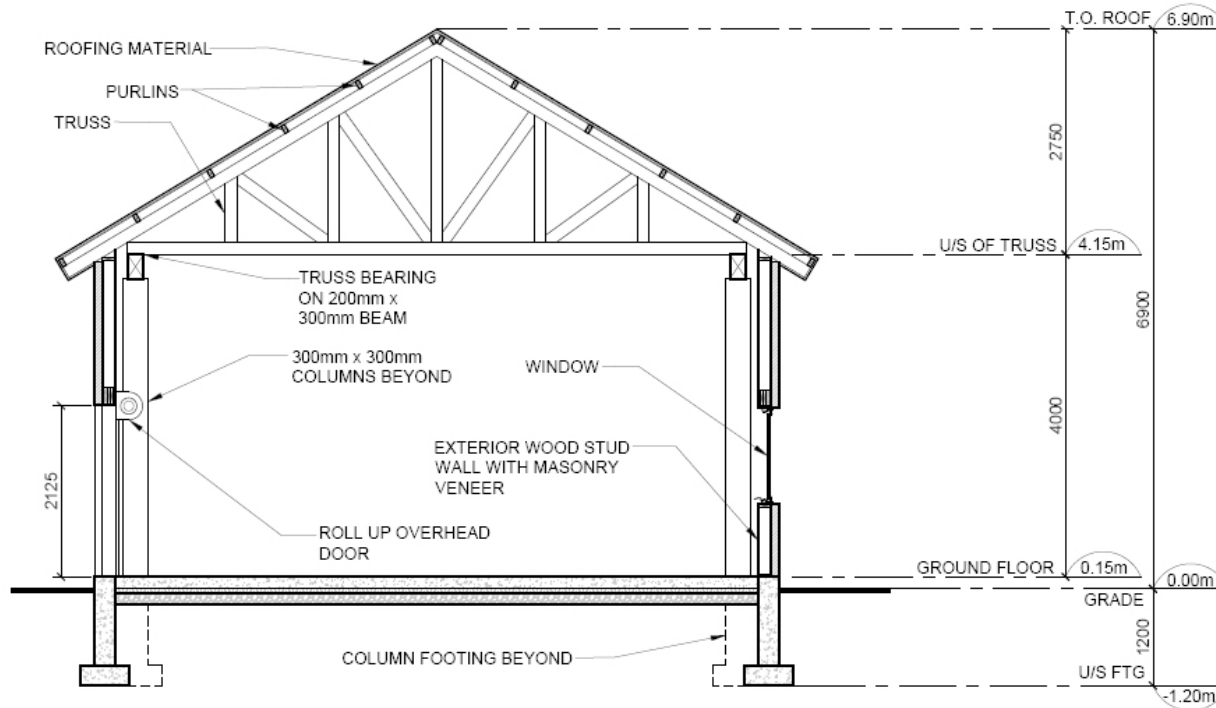 T.O. ROOF
6.90m
ROOFING MATERIAL
PURLINS
TRUSS
2750
U/S OF TRUSS
4.15m
TRUSS BEARING
ON 200mm x
300mm BEAM
6900
300mm x 300mm
COLUMNS BEYOND
WINDOW
4000
EXTERIOR WOOD STUD
WALL WITH MASONRY
VENEER
2125
ROLL UP OVERHEAD
DOOR
GROUND FLOOR
0.15m
0.00m
GRADE
1200
COLUMN FOOTING BEYOND
U/S FTG
-1.20m